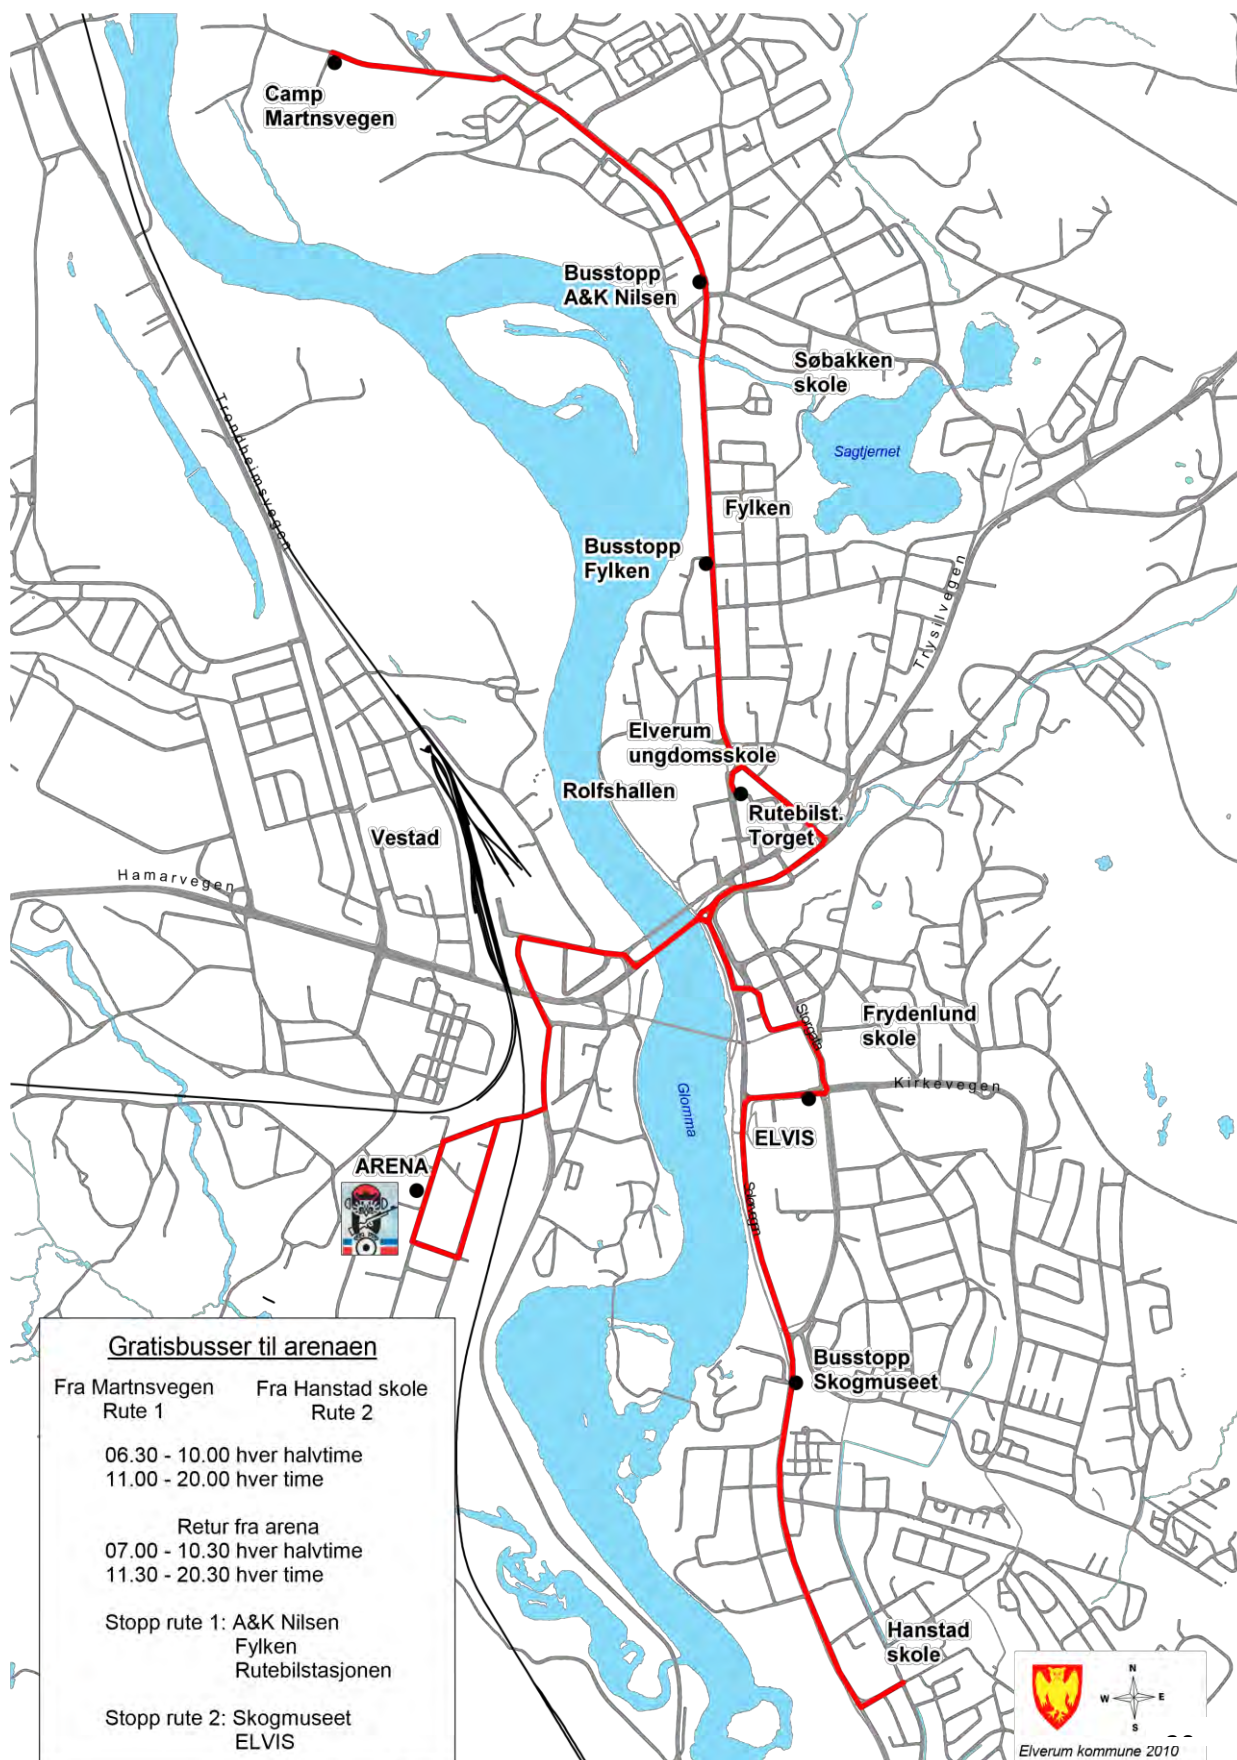 Camp
Martnsvegen
Busstopp
A&K Nilsen
Søbakken
skole
Sagtjernet
Trondheimsvegen
Fylken
Busstopp
Fylken
Trysilvegen
Elverum
ungdomsskole
Rolfshallen
Rutebilst.
Torget
Vestad
Hamarvegen
Storgata
Frydenlund
skole
Kirkevegen
Glomma
ELVIS
ARENA
Busstopp
Skogmuseet
Hanstad
skole
Gratisbusser til arenaen
Fra Martnsvegen Fra Hanstad skole
Rute 1 Rute 2
06.30 - 10.00 hver halvtime
11.00 - 20.00 hver time
Retur fra arena
07.00 - 10.30 hver halvtime
11.30 - 20.30 hver time
Stopp rute 1: A&K Nilsen
Fylken
Rutebilstasjonen
Stopp rute 2: Skogmuseet
ELVIS
N
W E
S
Elverum kommune 2010